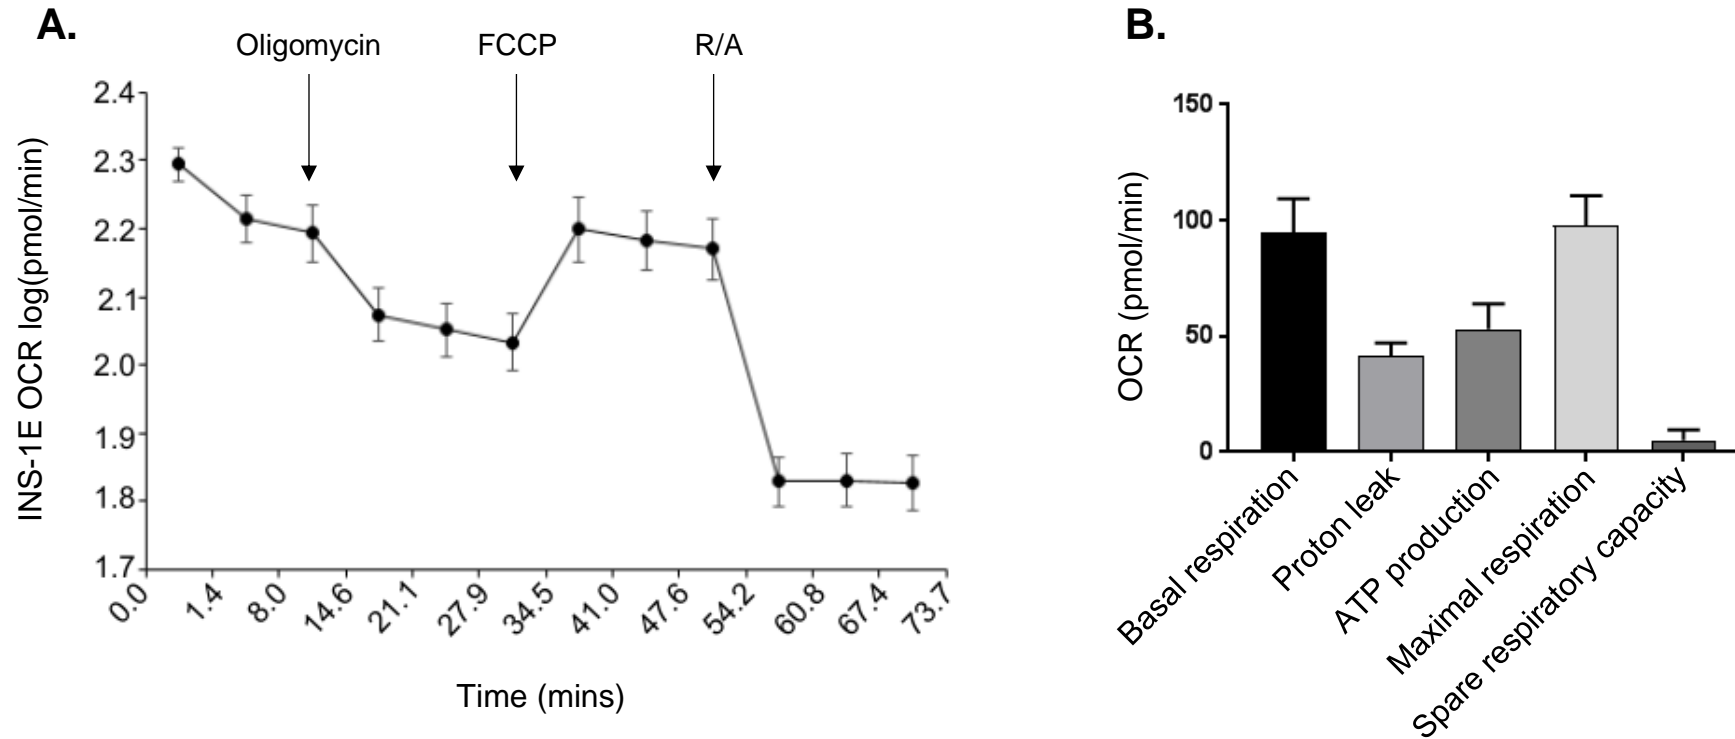 A.
Oligomycin
FCCP
R/A
2.4
2.3
2.2
2.1
2.0
1.9
1.8
1.7
INS-1E OCR log(pmol/min)
0.0
1.4
8.0
14.6
21.1
27.9
34.5
41.0
47.6
54.2
60.8
67.4
73.7
Time (mins)
B.
150
100
50
0
OCR (pmol/min)
Basal respiration
Proton leak
ATP production
Maximal respiration
Spare respiratory capacity